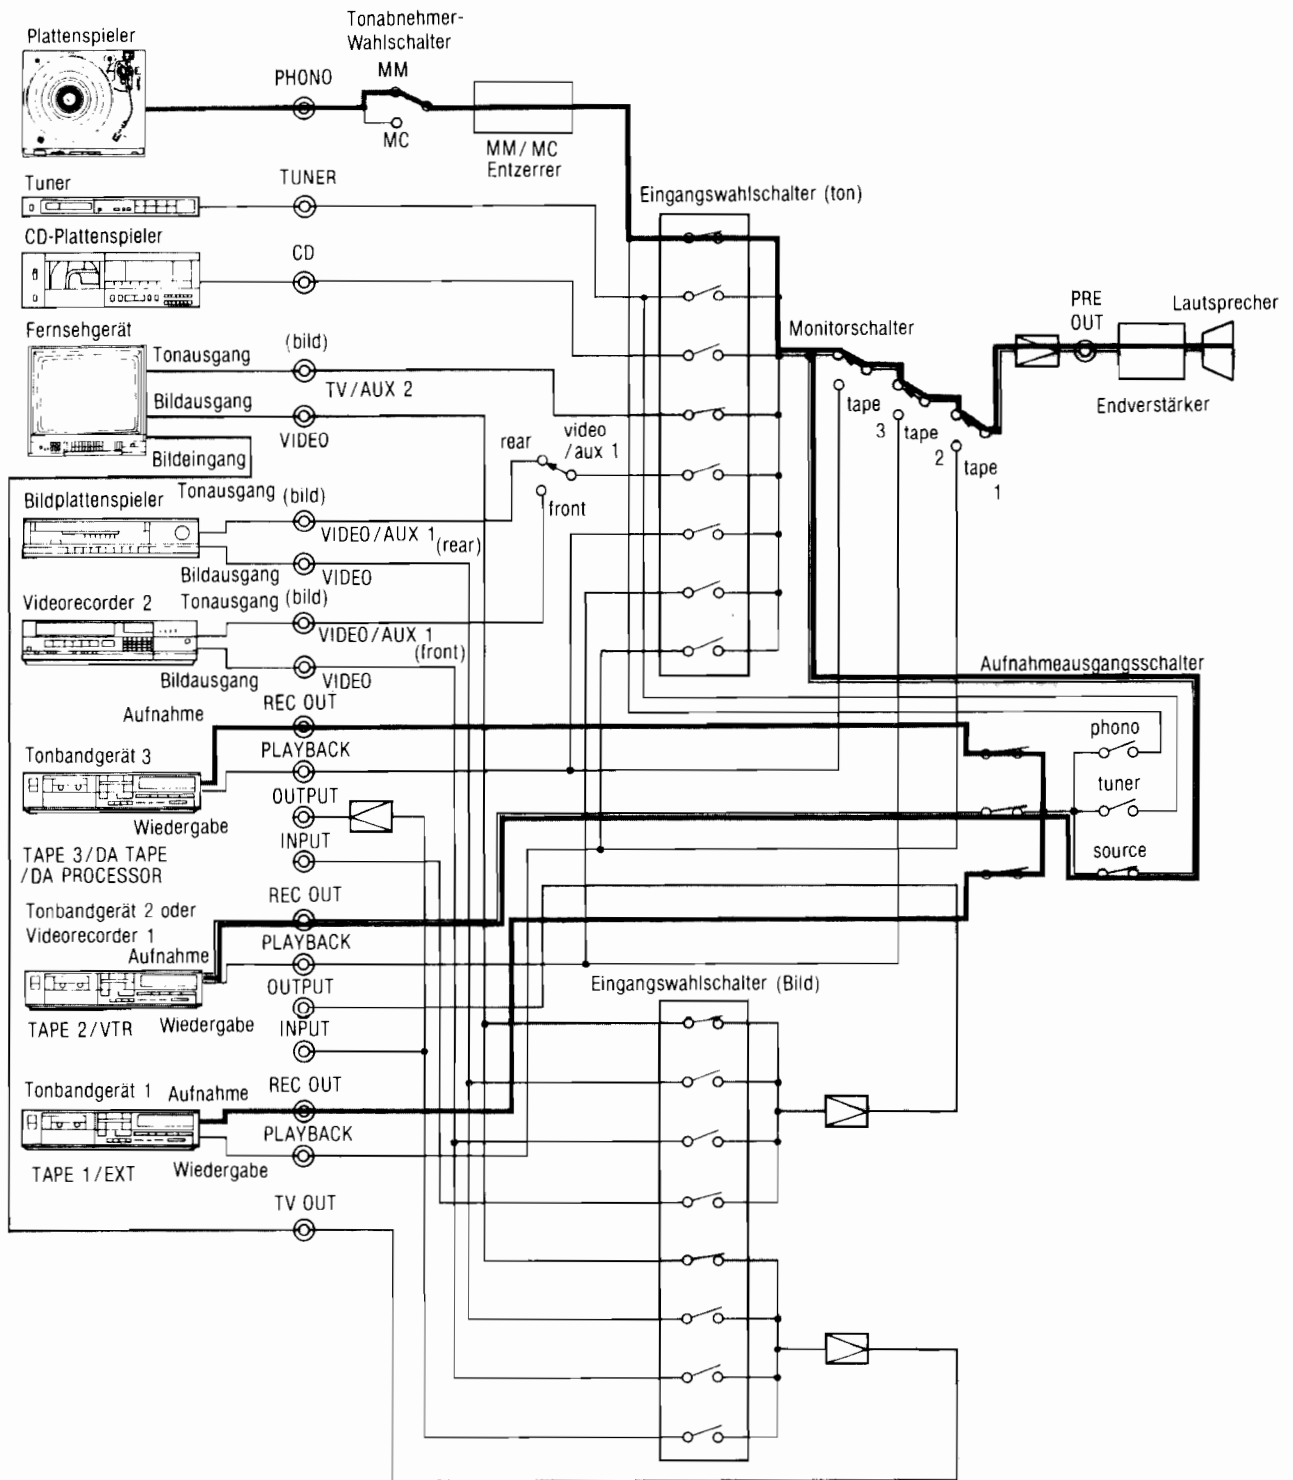 Tonabnehmer-
Wahlschalter
Plattenspieler
PHONO
MM
MC
MM/MC
Entzerrer
Tuner
TUNER
Eingangswahlschalter (ton)
CD-Plattenspieler
CD
PRE
OUT
Lautsprecher
Monitorschalter
Endverstärker
Fernsehgerät
Tonausgang
(bild)
TV/AUX 2
Bildausgang
VIDEO
Bildeingang
tape
3
tape
2
tape
1
rear
video
/aux 1
front
Bildplattenspieler
Tonausgang
(bild)
VIDEO/AUX 1
(rear)
Bildausgang
VIDEO
Videorecorder 2
Tonausgang
(bild)
VIDEO/AUX 1
(front)
Bildausgang
VIDEO
Aufnahmeausgangsschalter
REC OUT
Aufnahme
PLAYBACK
Tonbandgerät 3
OUTPUT
Wiedergabe
INPUT
TAPE 3/DA TAPE
/DA PROCESSOR
phono
tuner
source
REC OUT
Tonbandgerät 2 oder
Videorecorder 1
Aufnahme
PLAYBACK
OUTPUT
TAPE 2/VTR
Wiedergabe
INPUT
Eingangswahlschalter (Bild)
Tonbandgerät 1
Aufnahme
REC OUT
PLAYBACK
TAPE 1/EXT
Wiedergabe
TV OUT